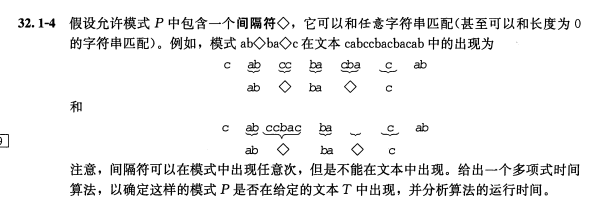 32.1-4 假设允许模式 P 中包含一个间隔符◇，它可以和任意字符串匹配(甚至可以和长度为 0
的字符串匹配)。例如，模式 ab◇ba◇c 在文本 cabccbacbacab 中的出现为
c ab cc ba cba c ab
ab ◇ ba ◇ c
和
c ab ccbac ba c ab
ab ◇ ba ◇ c
注意，间隔符可以在模式中出现任意次，但是不能在文本中出现。给出一个多项式时间
算法，以确定这样的模式 P 是否在给定的文本 T 中出现，并分析算法的运行时间。